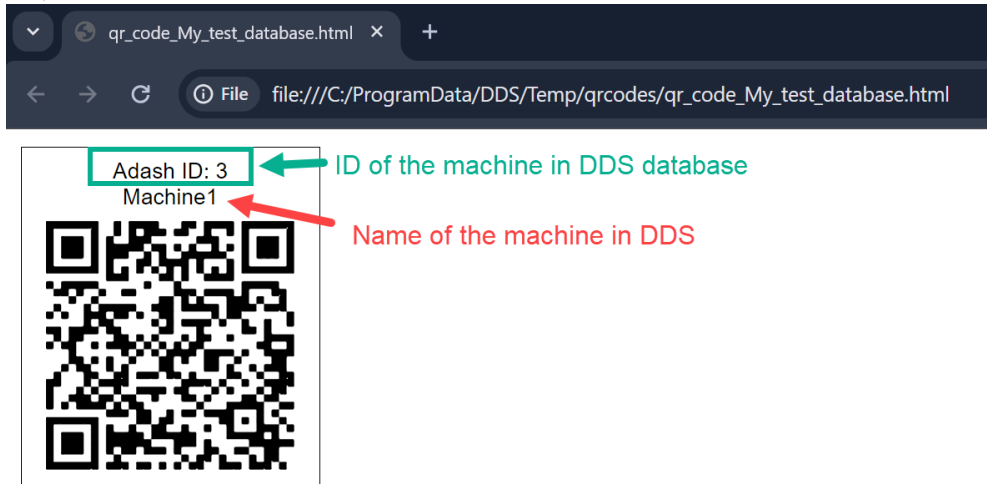 qr_code_My_test_database.html
File file:///C:/ProgramData/DDS/Temp/qrcodes/qr_code_My_test_database.html
Adash ID: 3
ID of the machine in DDS database
Machine1
Name of the machine in DDS